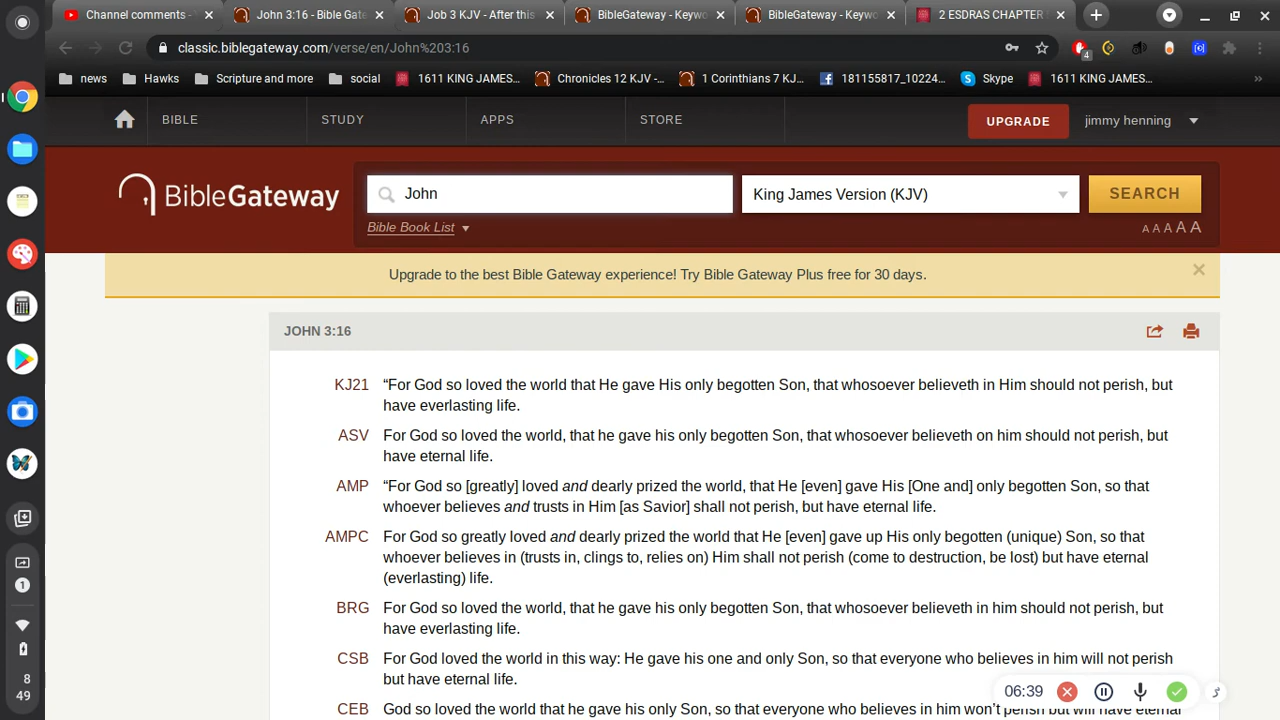 Channel comments - Y
John 3:16 - Bible Gate
Job 3 KJV - After this
BibleGateway - Keywo
BibleGateway - Keywo
2 ESDRAS CHAPTER 
classic.biblegateway.com/verse/en/John%203:16
4
news
Hawks
Scripture and more
social
1611 KING JAMES...
Chronicles 12 KJV -...
1 Corinthians 7 KJ...
181155817_10224...
Skype
1611 KING JAMES...
»
BIBLE
STUDY
APPS
STORE
UPGRADE
jimmy henning
BibleGateway
John
King James Version (KJV)
SEARCH
Bible Book List
A A A A A
Upgrade to the best Bible Gateway experience! Try Bible Gateway Plus free for 30 days.
JOHN 3:16
KJ21 “For God so loved the world that He gave His only begotten Son, that whosoever believeth in Him should not perish, but
have everlasting life.
ASV For God so loved the world, that he gave his only begotten Son, that whosoever believeth on him should not perish, but
have eternal life.
AMP “For God so [greatly] loved and dearly prized the world, that He [even] gave His [One and] only begotten Son, so that
whoever believes and trusts in Him [as Savior] shall not perish, but have eternal life.
AMPC For God so greatly loved and dearly prized the world that He [even] gave up His only begotten (unique) Son, so that
whoever believes in (trusts in, clings to, relies on) Him shall not perish (come to destruction, be lost) but have eternal
(everlasting) life.
BRG For God so loved the world, that he gave his only begotten Son, that whosoever believeth in him should not perish, but
have everlasting life.
CSB For God loved the world in this way: He gave his one and only Son, so that everyone who believes in him will not perish
but have eternal life.
CEB God so loved the world that he gave his only Son, so that everyone who believes in him won’t perish but will have eternal
06:39
1
8
49